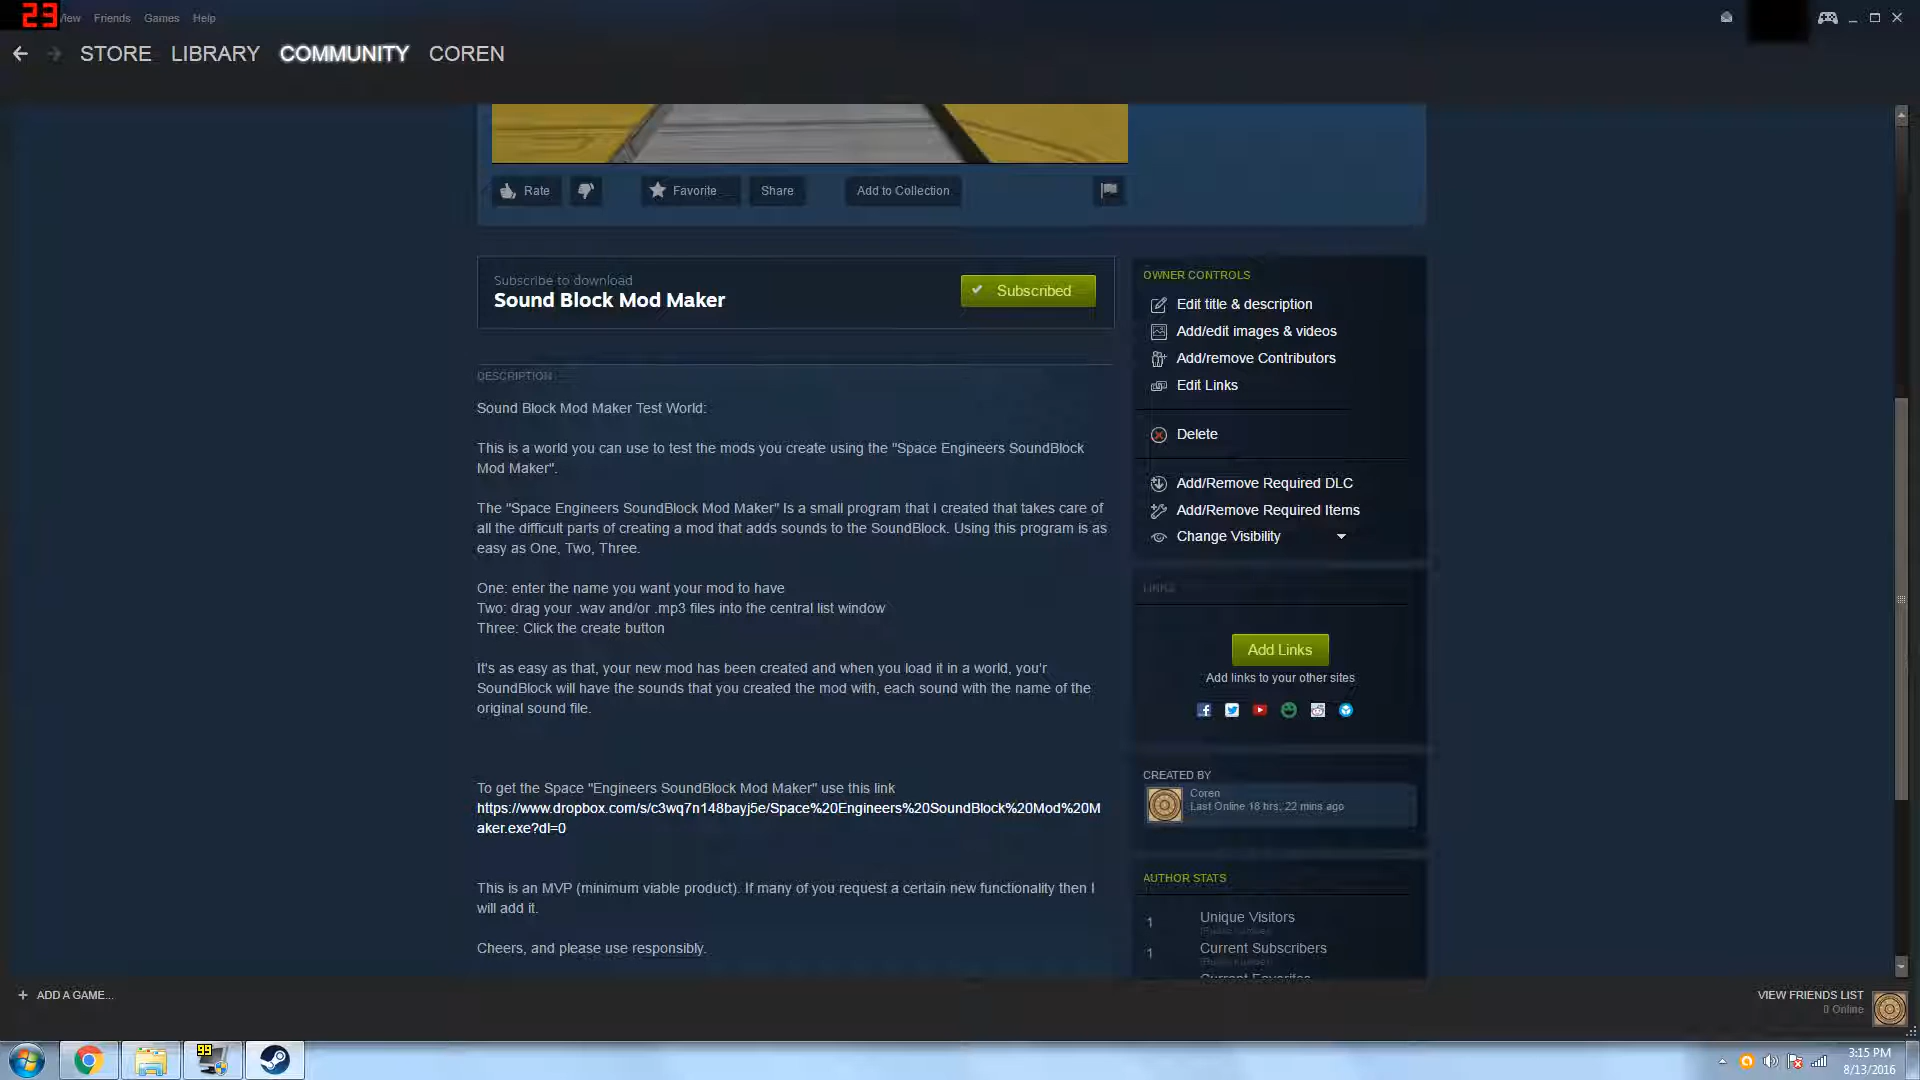 23
View Friends Games Help
STORE LIBRARY COMMUNITY COREN
Rate
Favorite
Share
Add to Collection
Subscribe to download
Sound Block Mod Maker
Subscribed
DESCRIPTION
Sound Block Mod Maker Test World:
This is a world you can use to test the mods you create using the "Space Engineers SoundBlock
Mod Maker".
The "Space Engineers SoundBlock Mod Maker" Is a small program that I created that takes care of
all the difficult parts of creating a mod that adds sounds to the SoundBlock. Using this program is as
easy as One, Two, Three.
One: enter the name you want your mod to have
Two: drag your .wav and/or .mp3 files into the central list window
Three: Click the create button
It's as easy as that, your new mod has been created and when you load it in a world, you'r
SoundBlock will have the sounds that you created the mod with, each sound with the name of the
original sound file.
To get the Space "Engineers SoundBlock Mod Maker" use this link
https://www.dropbox.com/s/c3wq7n148bayj5e/Space%20Engineers%20SoundBlock%20Mod%20M
aker.exe?dl=0
This is an MVP (minimum viable product). If many of you request a certain new functionality then I
will add it.
Cheers, and please use responsibly.
OWNER CONTROLS
Edit title & description
Add/edit images & videos
Add/remove Contributors
Edit Links
Delete
Add/Remove Required DLC
Add/Remove Required Items
Change Visibility
LINKS
Add Links
Add links to your other sites
CREATED BY
Coren
Last Online 18 hrs, 22 mins ago
AUTHOR STATS
1 Unique Visitors
1 Current Subscribers
Current Favorites
+ ADD A GAME...
VIEW FRIENDS LIST
0 Online
99
3:15 PM
8/13/2016